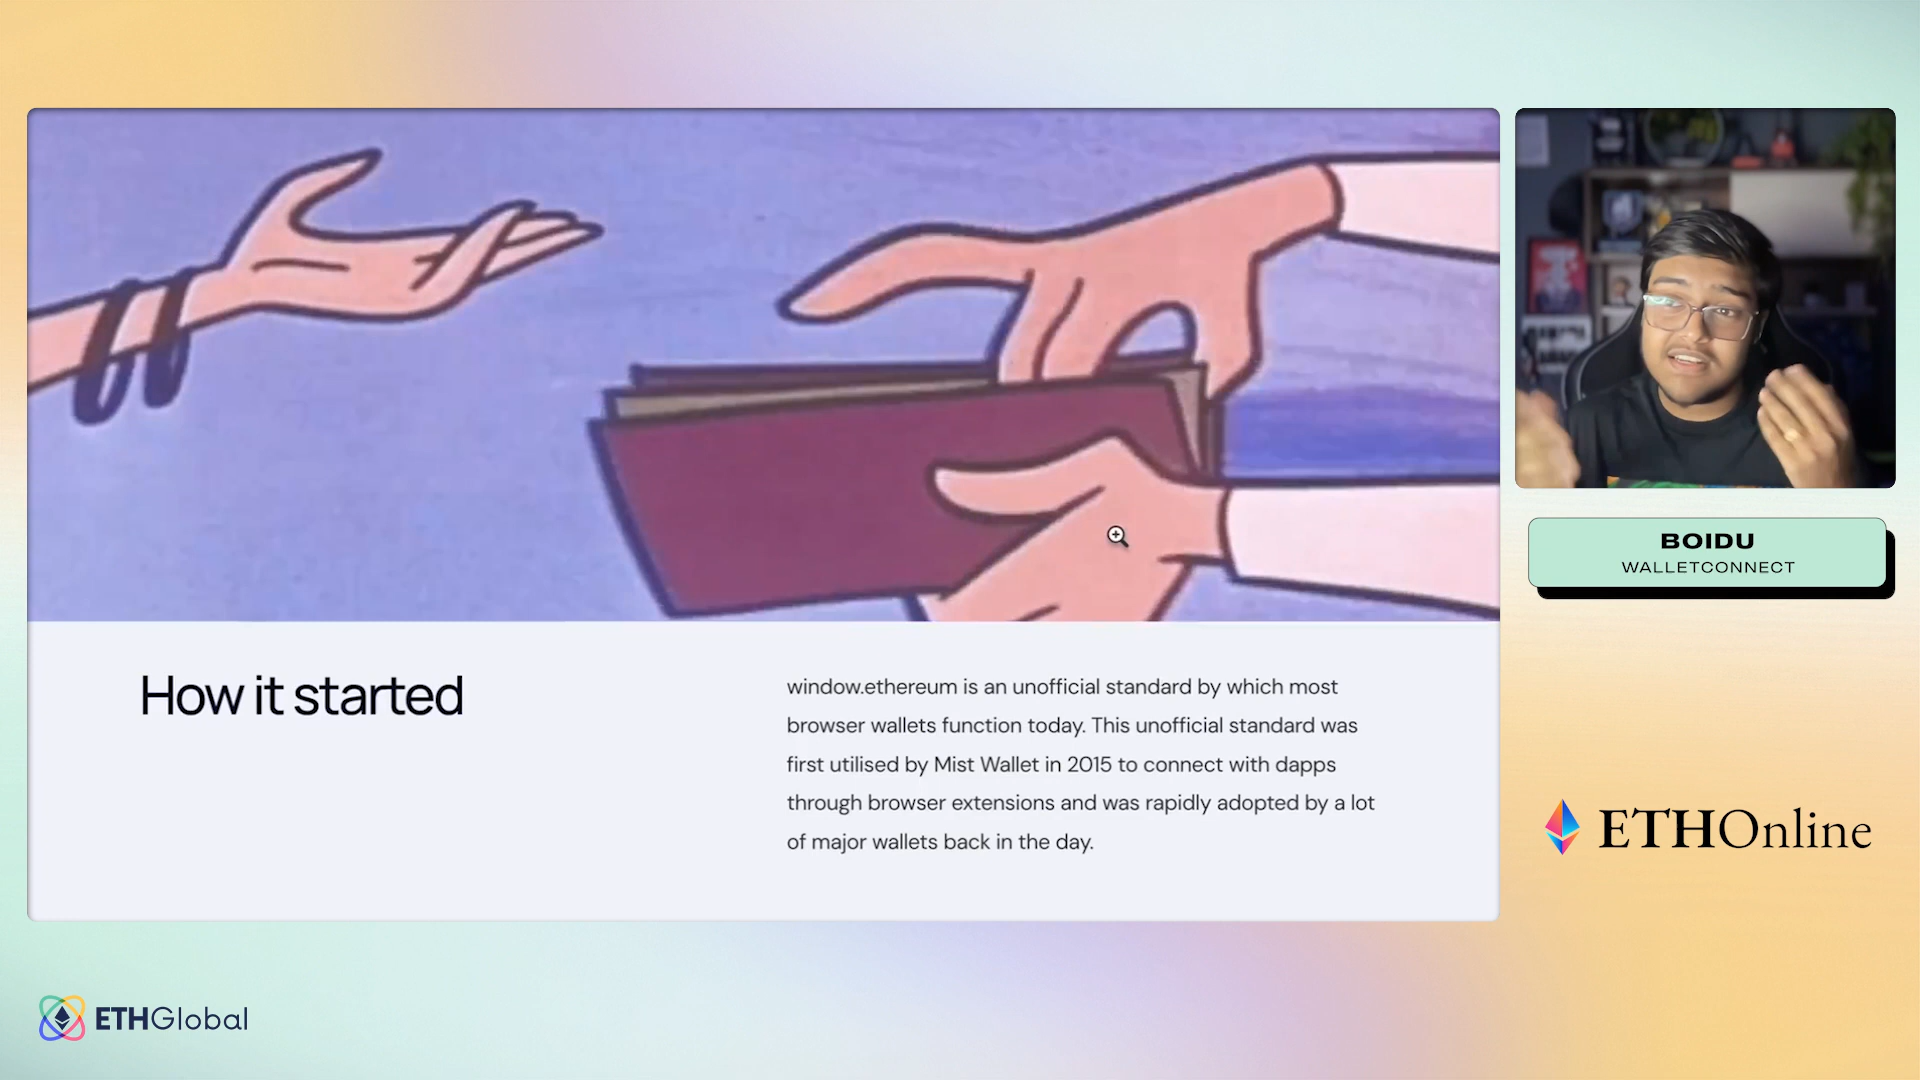 How it started
window.ethereum is an unofficial standard by which most
browser wallets function today. This unofficial standard was
first utilised by Mist Wallet in 2015 to connect with dapps
through browser extensions and was rapidly adopted by a lot
of major wallets back in the day.
BOIDU
WALLETCONNECT
ETHOnline
ETHGlobal